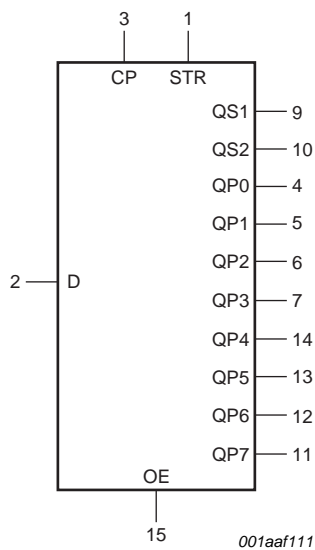 3 1
CP STR
QS1 9
QS2 10
QP0 4
QP1 5
QP2 6
2 D
QP3 7
QP4 14
QP5 13
QP6 12
QP7 11
OE
15
001aaf111